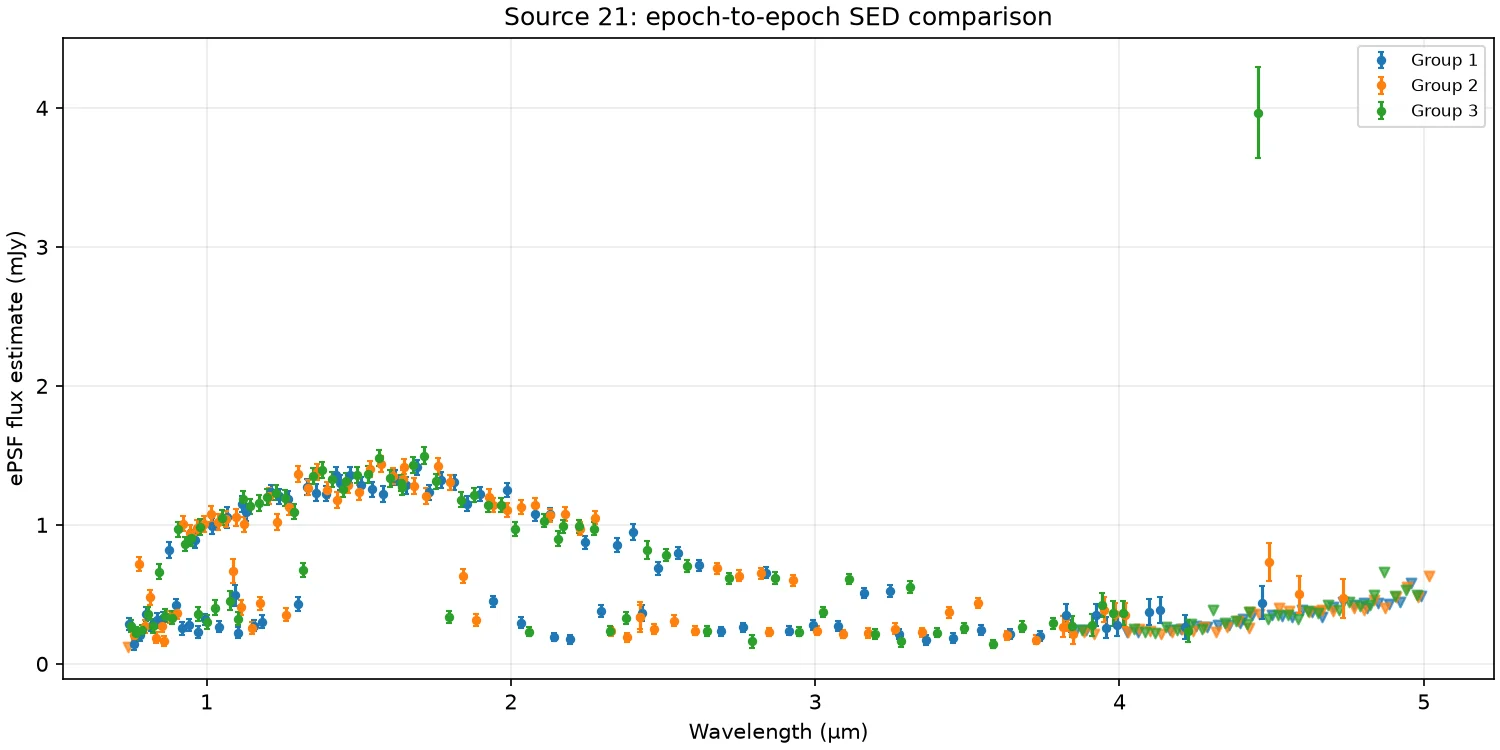 Source 21: epoch-to-epoch SED comparison
ePSF flux estimate (mJy)
4
3
2
1
0
Group 1
Group 2
Group 3
1 2 3 4 5
Wavelength (μm)